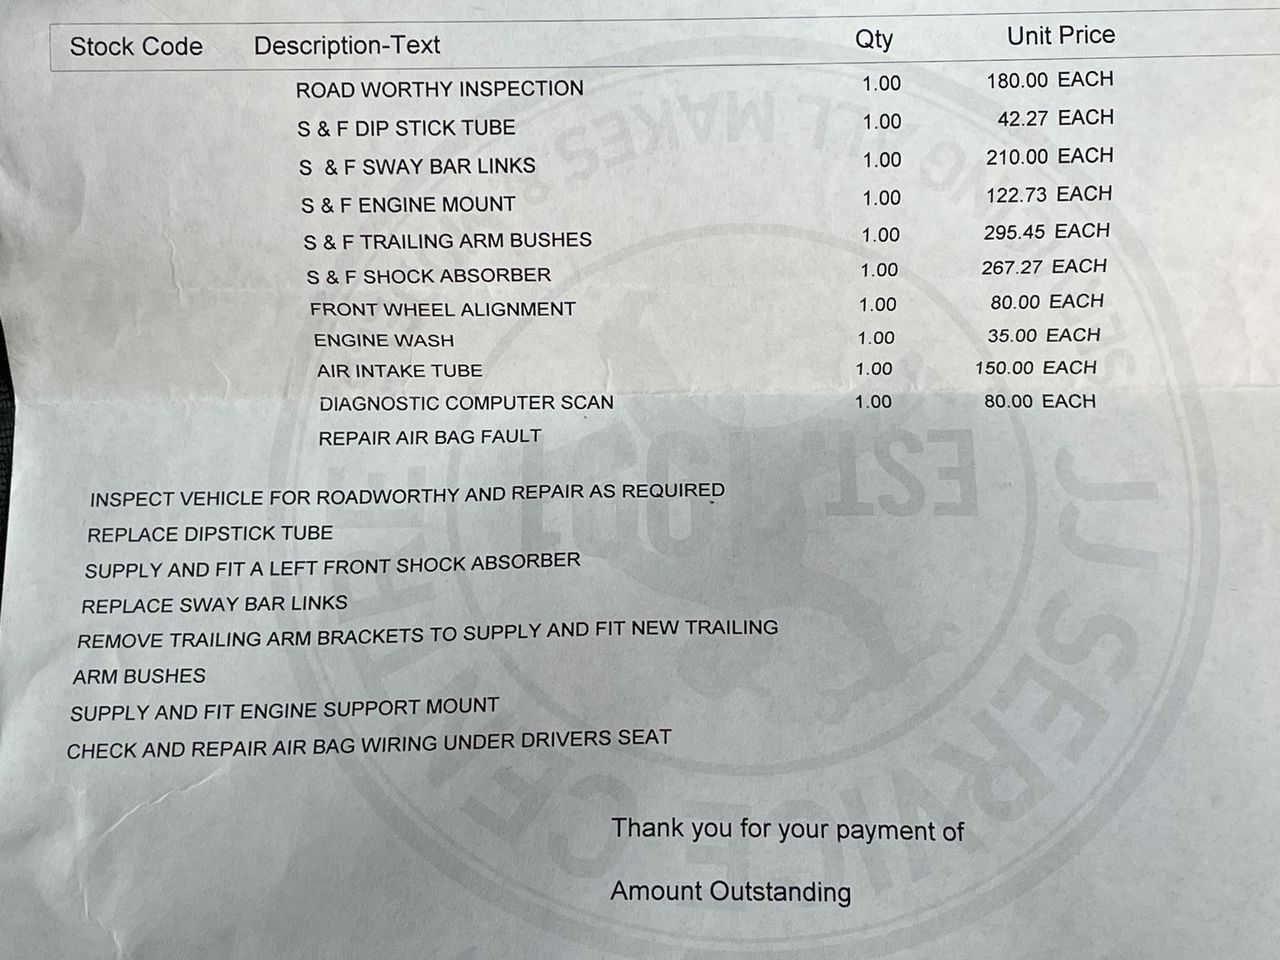 Stock Code Description-Text Qty Unit Price
ROAD WORTHY INSPECTION 1.00 180.00 EACH
S & F DIP STICK TUBE 1.00 42.27 EACH
S & F SWAY BAR LINKS 1.00 210.00 EACH
S & F ENGINE MOUNT 1.00 122.73 EACH
S & F TRAILING ARM BUSHES 1.00 295.45 EACH
S & F SHOCK ABSORBER 1.00 267.27 EACH
FRONT WHEEL ALIGNMENT 1.00 80.00 EACH
ENGINE WASH 1.00 35.00 EACH
AIR INTAKE TUBE 1.00 150.00 EACH
DIAGNOSTIC COMPUTER SCAN 1.00 80.00 EACH
REPAIR AIR BAG FAULT
INSPECT VEHICLE FOR ROADWORTHY AND REPAIR AS REQUIRED
REPLACE DIPSTICK TUBE
SUPPLY AND FIT A LEFT FRONT SHOCK ABSORBER
REPLACE SWAY BAR LINKS
REMOVE TRAILING ARM BRACKETS TO SUPPLY AND FIT NEW TRAILING
ARM BUSHES
SUPPLY AND FIT ENGINE SUPPORT MOUNT
CHECK AND REPAIR AIR BAG WIRING UNDER DRIVERS SEAT
Thank you for your payment of
Amount Outstanding
JJ SERVICE
EST
ALL MAKES &